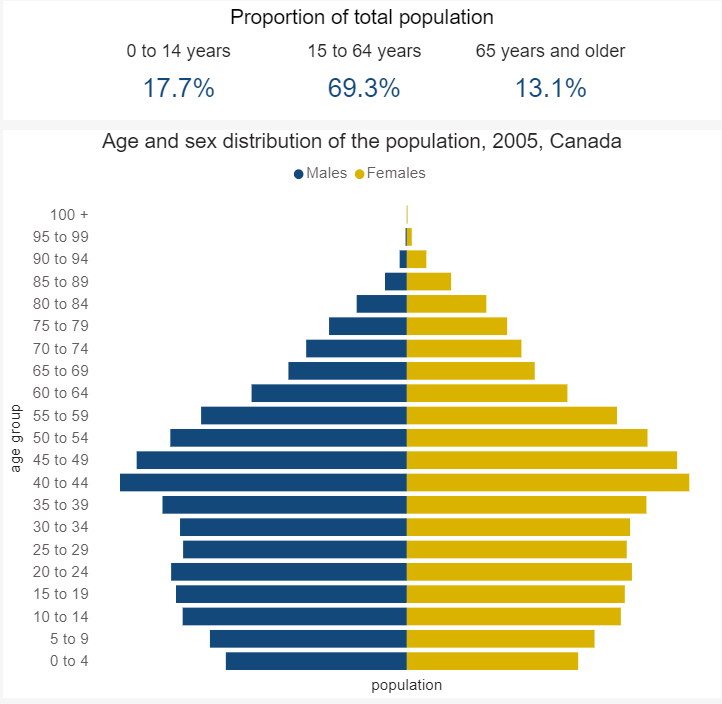 Proportion of total population
0 to 14 years 15 to 64 years 65 years and older
17.7% 69.3% 13.1%
Age and sex distribution of the population, 2005, Canada
Males Females
100 +
95 to 99
90 to 94
85 to 89
80 to 84
75 to 79
70 to 74
65 to 69
60 to 64
55 to 59
50 to 54
45 to 49
40 to 44
35 to 39
30 to 34
25 to 29
20 to 24
15 to 19
10 to 14
5 to 9
0 to 4
age group
population